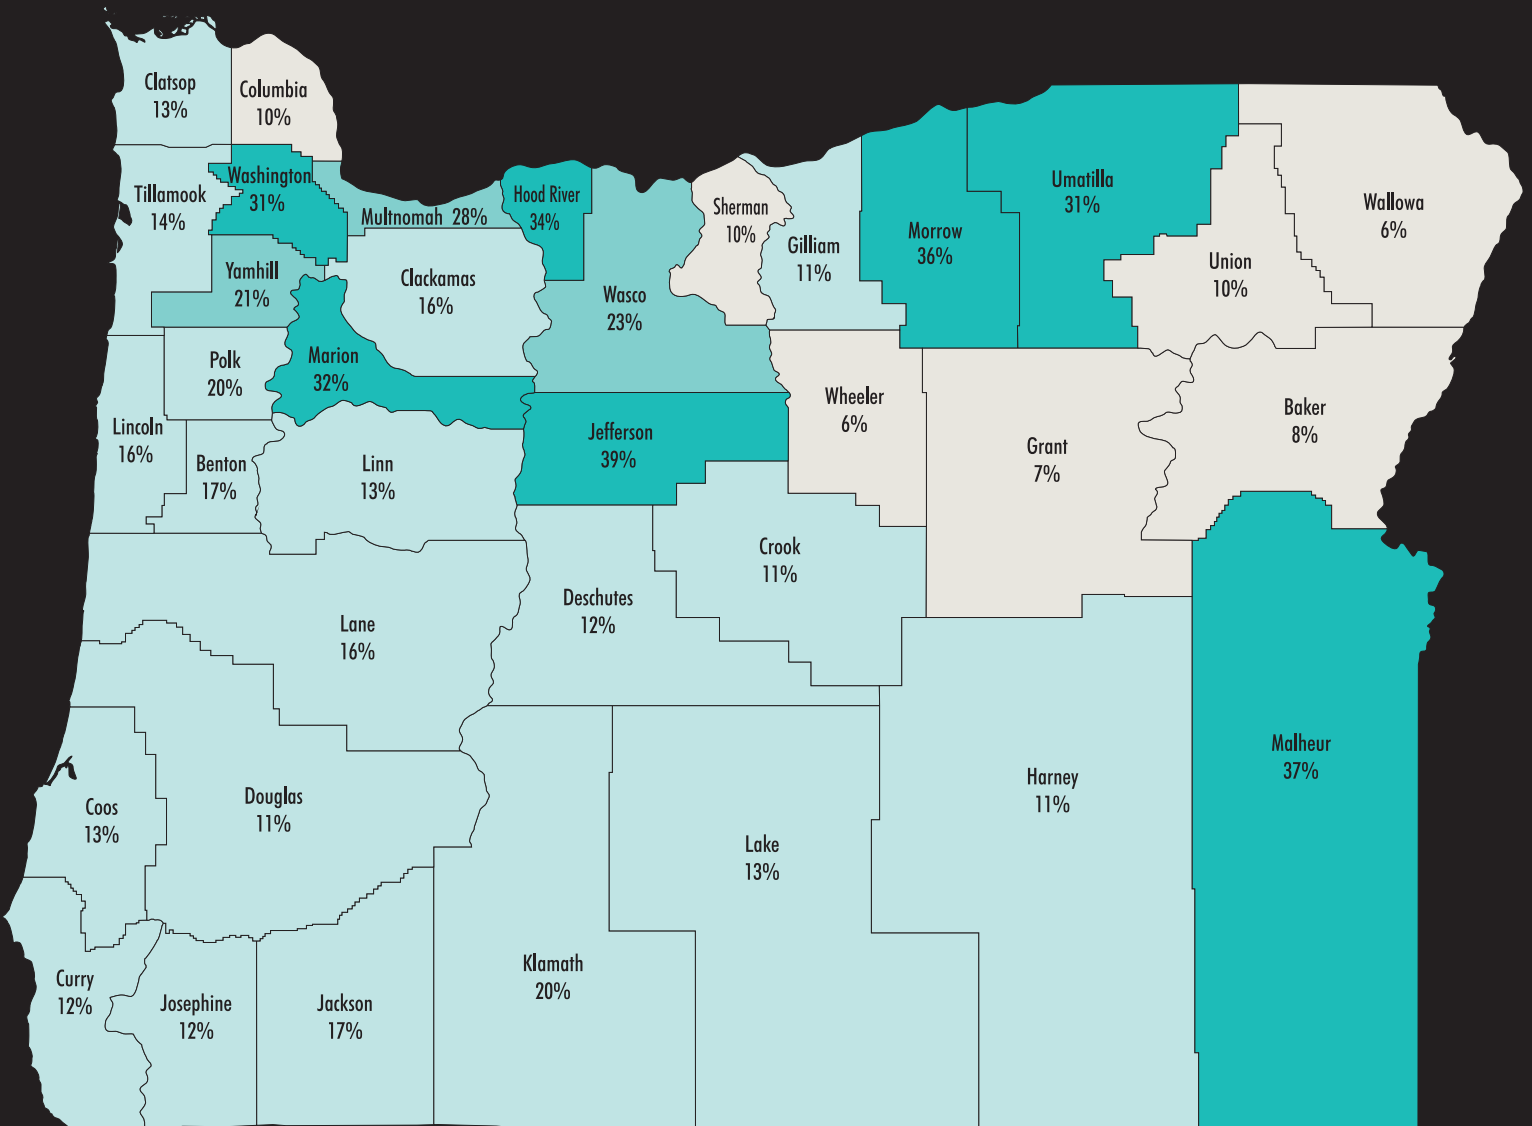 Clatsop
13%
Columbia
10%
Tillamook
14%
Washington
31%
Multnomah 28%
Hood River
34%
Sherman
10%
Gilliam
11%
Morrow
36%
Umatilla
31%
Union
10%
Wallowa
6%
Yamhill
21%
Clackamas
16%
Wasco
23%
Polk
20%
Marion
32%
Lincoln
16%
Benton
17%
Linn
13%
Jefferson
39%
Wheeler
6%
Grant
7%
Baker
8%
Crook
11%
Deschutes
12%
Lane
16%
Malheur
37%
Harney
11%
Coos
13%
Douglas
11%
Lake
13%
Klamath
20%
Curry
12%
Josephine
12%
Jackson
17%